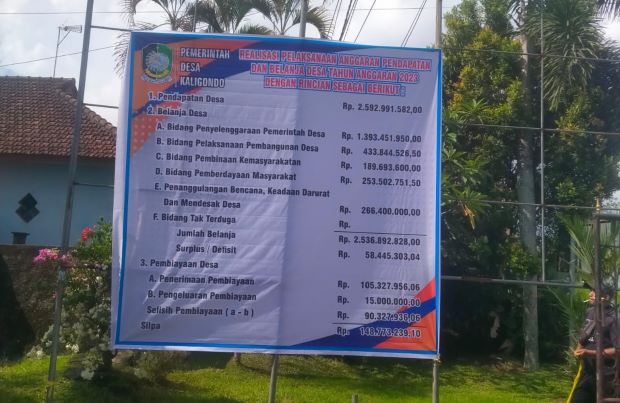 PEMERINTAH
DESA
KALIGONDO
REALISASI PELAKSANAAN ANGGARAN PENDAPATAN
DAN BELANJA DESA TAHUN ANGGARAN 2023
DENGAN RINCIAN SEBAGAI BERIKUT :
1. Pendapatan Desa Rp. 2.592.991.582,00
2. Belanja Desa
A. Bidang Penyelenggaraan Pemerintah Desa Rp. 1.393.451.950,00
B. Bidang Pelaksanaan Pembangunan Desa Rp. 433.844.526,50
C. Bidang Pembinaan Kemasyarakatan Rp. 189.693.600,00
D. Bidang Pemberdayaan Masyarakat Rp. 253.502.751,50
E. Penanggulangan Bencana, Keadaan Darurat
Dan Mendesak Desa Rp. 266.400.000,00
F. Bidang Tak Terduga Rp.
Jumlah Belanja Rp. 2.536.892.828,00
Surplus / Defisit Rp. 58.445.303,04
3. Pembiayaan Desa
A. Penerimaan Pembiayaan Rp. 105.327.956,06
B. Pengeluaran Pembiayaan Rp. 15.000.000,00
Selisih Pembiayaan ( a - b ) Rp. 90.327.936,06
Silpa Rp. 148.773.239,10